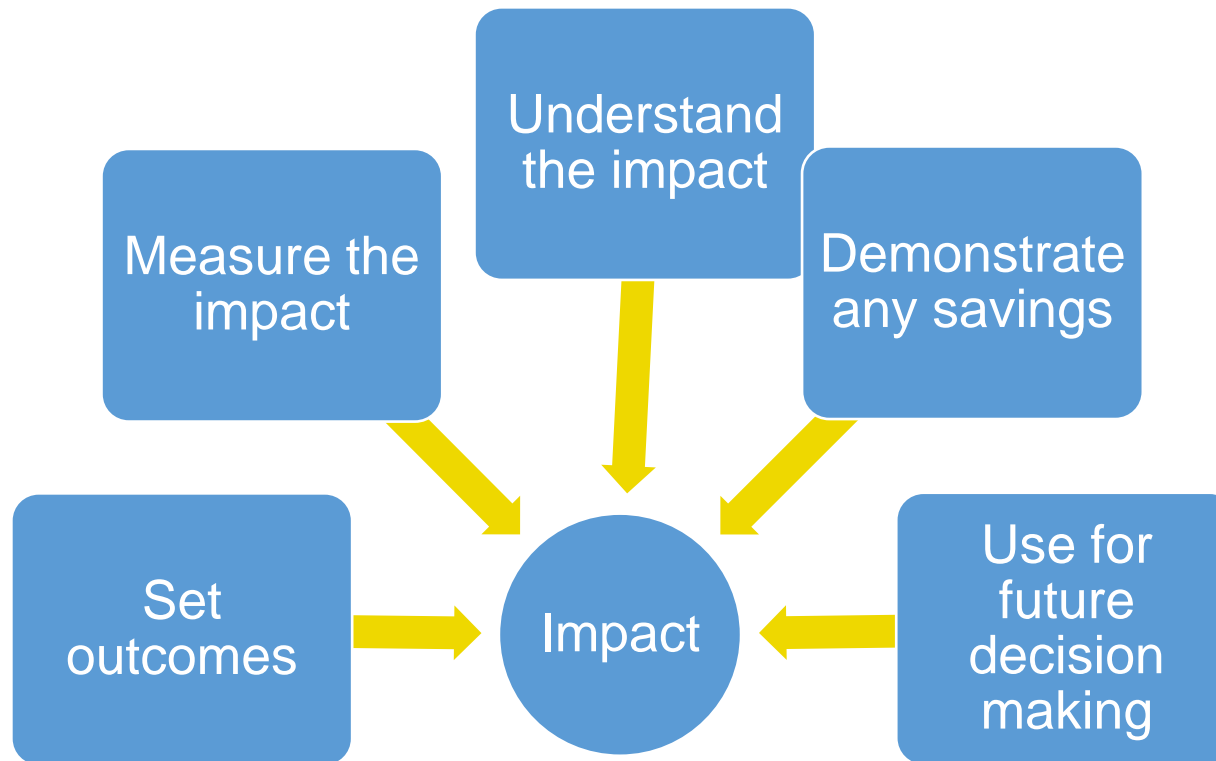 Understand
the impact
Measure the
impact
Demonstrate
any savings
Set
outcomes
Impact
Use for
future
decision
making